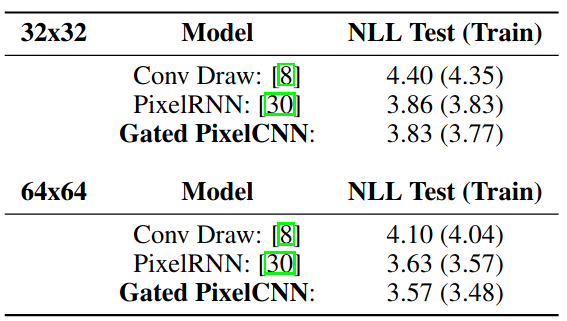 32x32 Model NLL Test (Train)
Conv Draw: [8] 4.40 (4.35)
PixelRNN: [30] 3.86 (3.83)
Gated PixelCNN: 3.83 (3.77)
64x64 Model NLL Test (Train)
Conv Draw: [8] 4.10 (4.04)
PixelRNN: [30] 3.63 (3.57)
Gated PixelCNN: 3.57 (3.48)